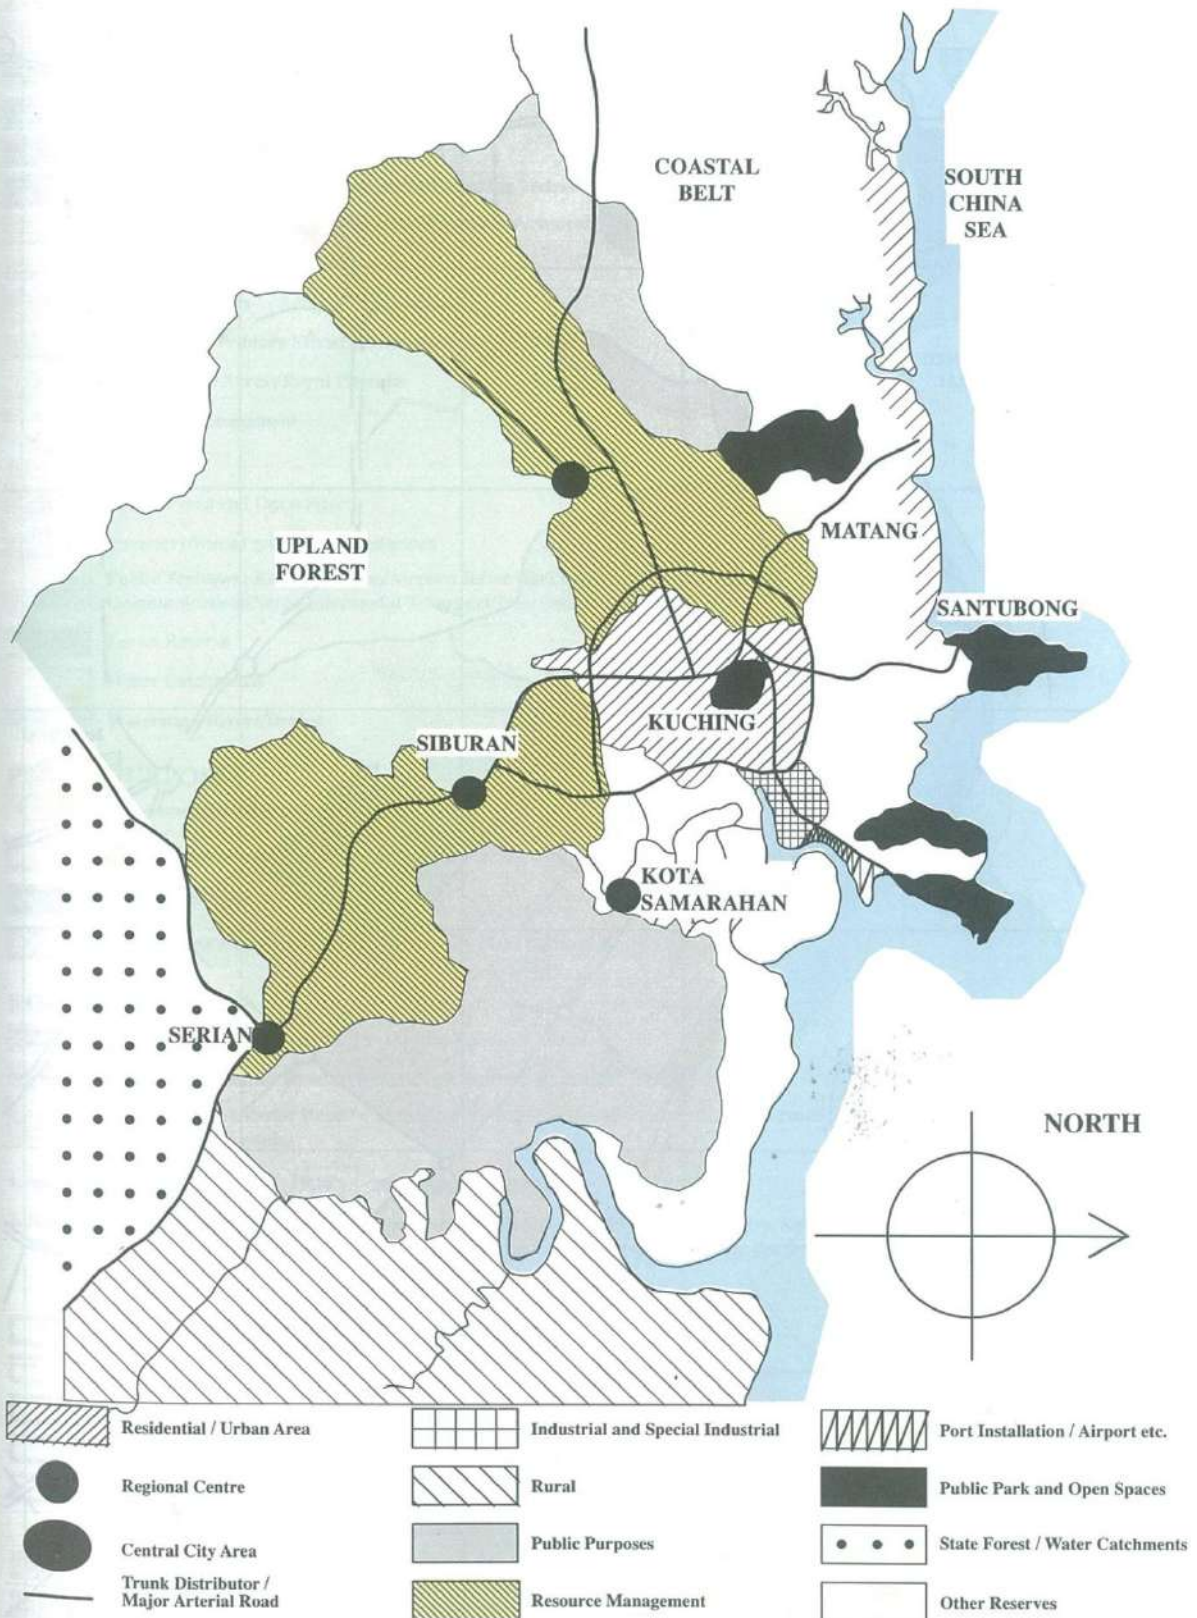 COASTAL
BELT
SOUTH
CHINA
SEA
UPLAND
FOREST
MATANG
SANTUBONG
KUCHING
SIBURAN
KOTA
SAMARAHAN
SERIAN
NORTH
Residential / Urban Area
Industrial and Special Industrial
Port Installation / Airport etc.
Regional Centre
Rural
Public Park and Open Spaces
Central City Area
Public Purposes
State Forest / Water Catchments
Trunk Distributor /
Major Arterial Road
Resource Management
Other Reserves